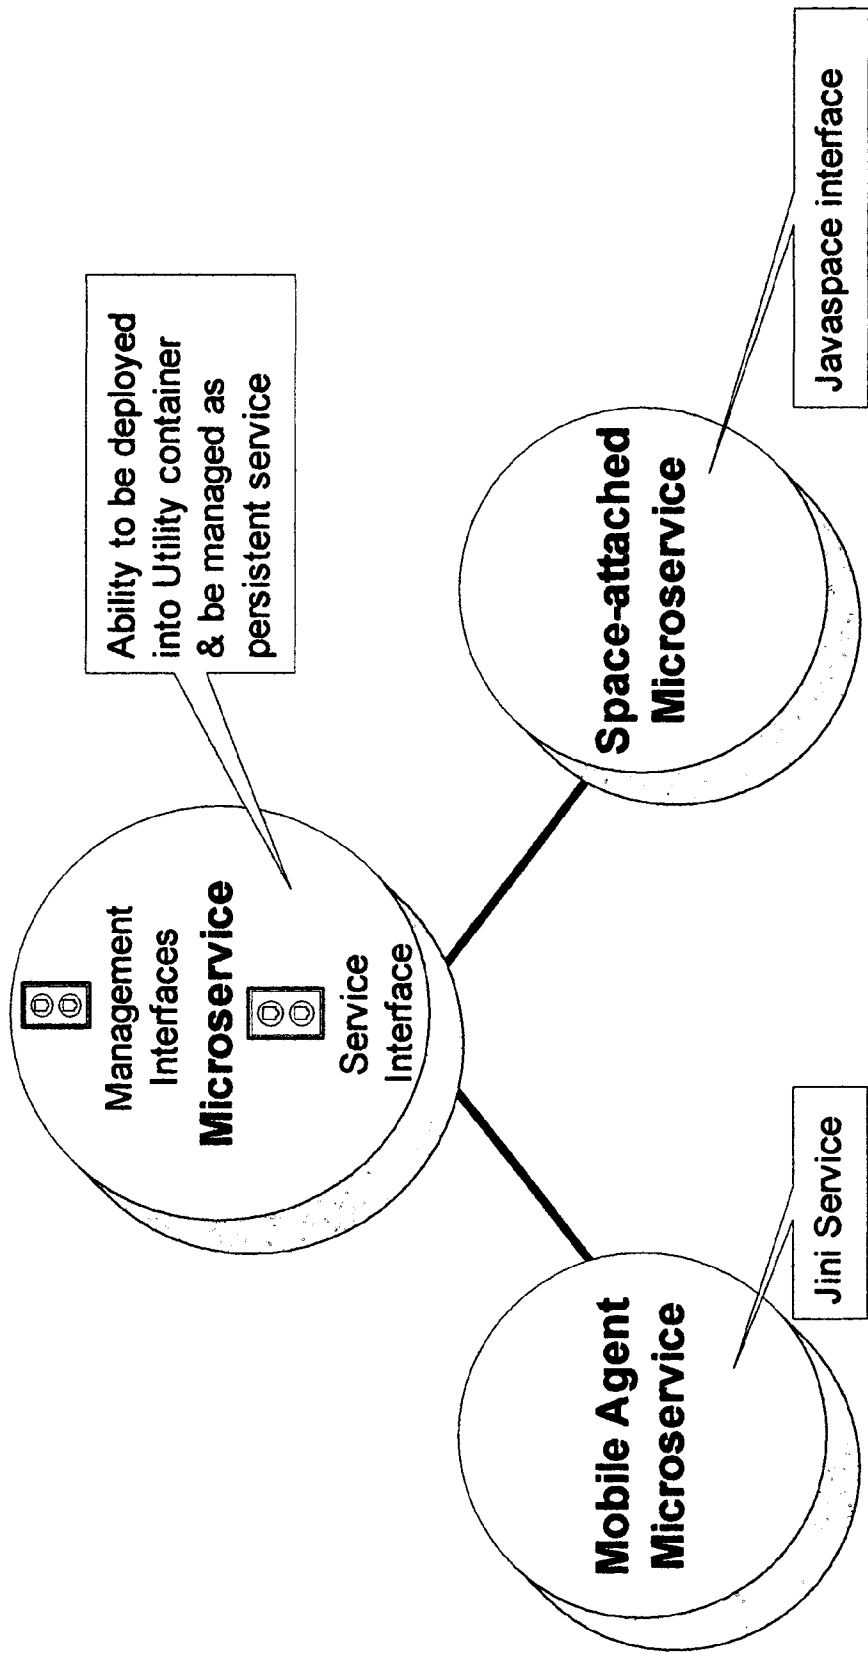 Ability to be deployed
into Utility container
& be managed as
persistent service
Management
Interfaces
Microservice
Service
Interface
Mobile Agent
Microservice
Space-attached
Microservice
Jini Service
Javaspace interface